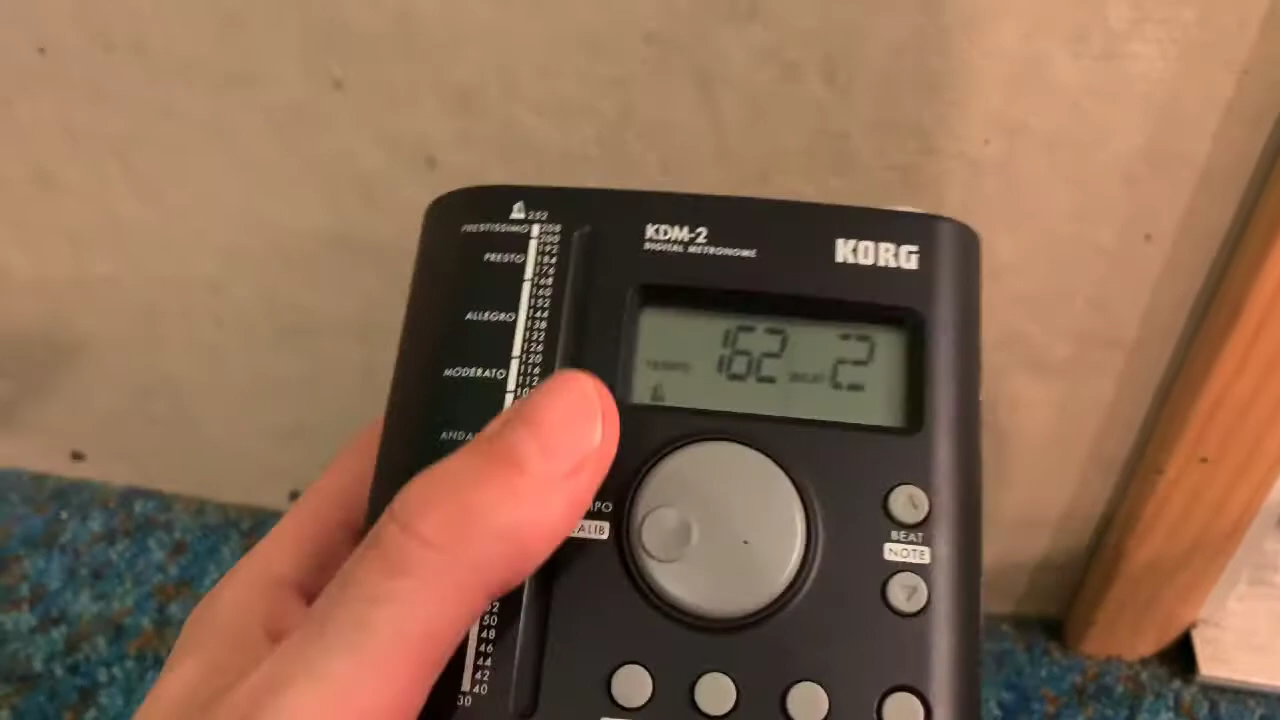 252
PRESTISSIMO 208
200
192
PRESTO 184
176
168
160
152
ALLEGRO 144
138
132
126
120
MODERATO 116
112
KDM-2
DIGITAL METRONOME
KORG
TEMPO 162 BEAT 2
BEAT
NOTE
50
48
46
44
42
40
30